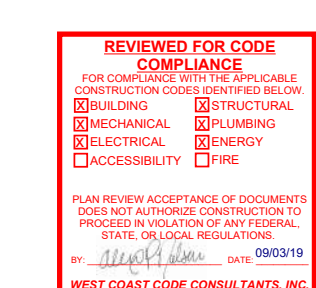 REVIEWED FOR CODE
COMPLIANCE
FOR COMPLIANCE WITH THE APPLICABLE
CONSTRUCTION CODES IDENTIFIED BELOW.
X BUILDING X STRUCTURAL
X MECHANICAL X PLUMBING
X ELECTRICAL X ENERGY
ACCESSIBILITY FIRE
PLAN REVIEW ACCEPTANCE OF DOCUMENTS
DOES NOT AUTHORIZE CONSTRUCTION TO
PROCEED IN VIOLATION OF ANY FEDERAL,
STATE, OR LOCAL REGULATIONS.
BY: DATE: 09/03/19
WEST COAST CODE CONSULTANTS, INC.